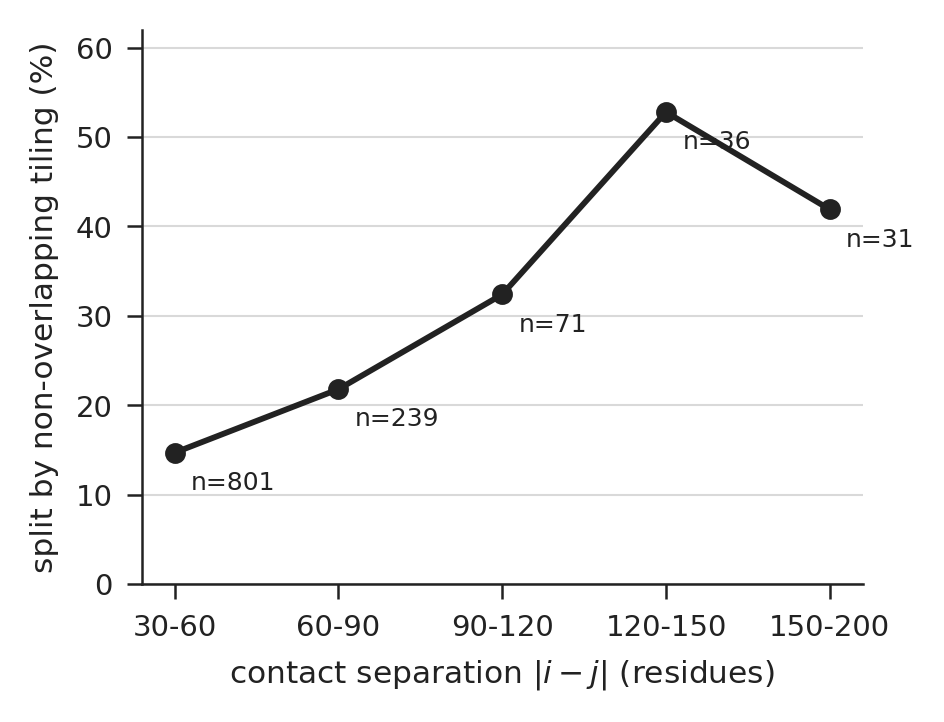 split by non-overlapping tiling (%)
60
50
40
30
20
10
0
n=801
n=239
n=71
n=36
n=31
30-60
60-90
90-120
120-150
150-200
contact separation |i − j| (residues)